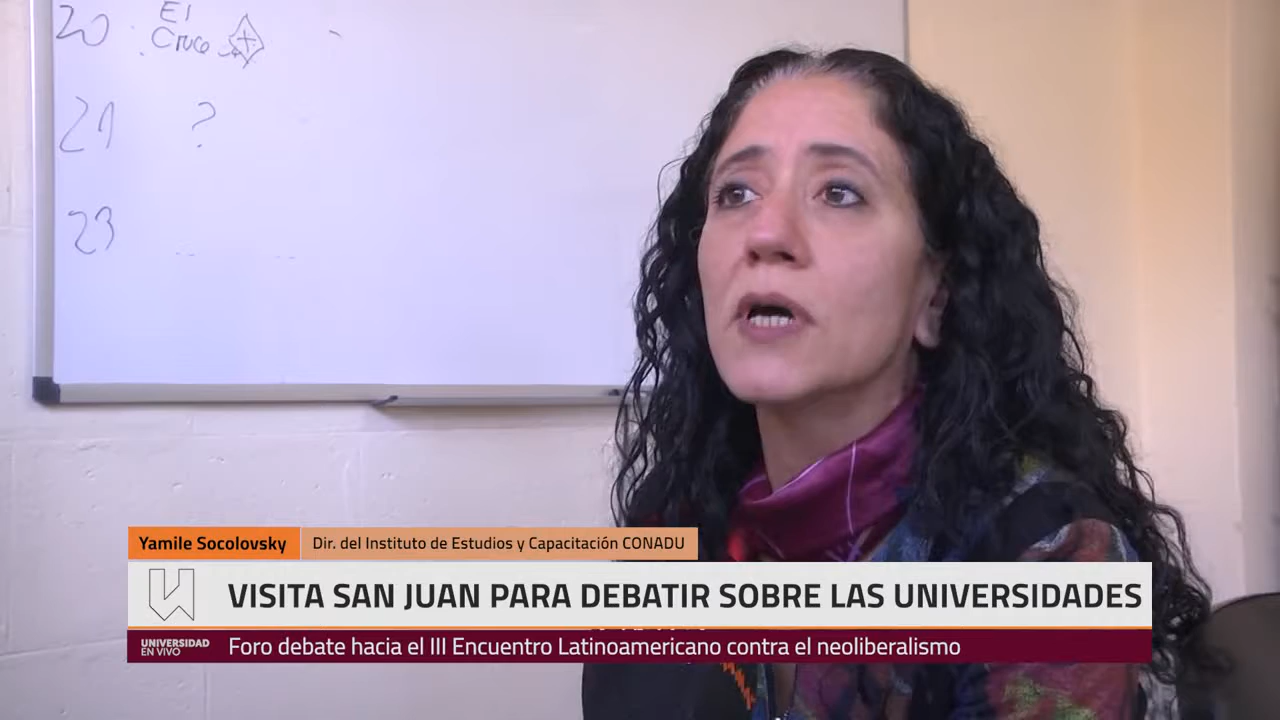 20 El
Cruce
21 ?
23
Yamile Socolovsky Dir. del Instituto de Estudios y Capacitación CONADU
VISITA SAN JUAN PARA DEBATIR SOBRE LAS UNIVERSIDADES
UNIVERSIDAD
EN VIVO
Foro debate hacia el III Encuentro Latinoamericano contra el neoliberalismo